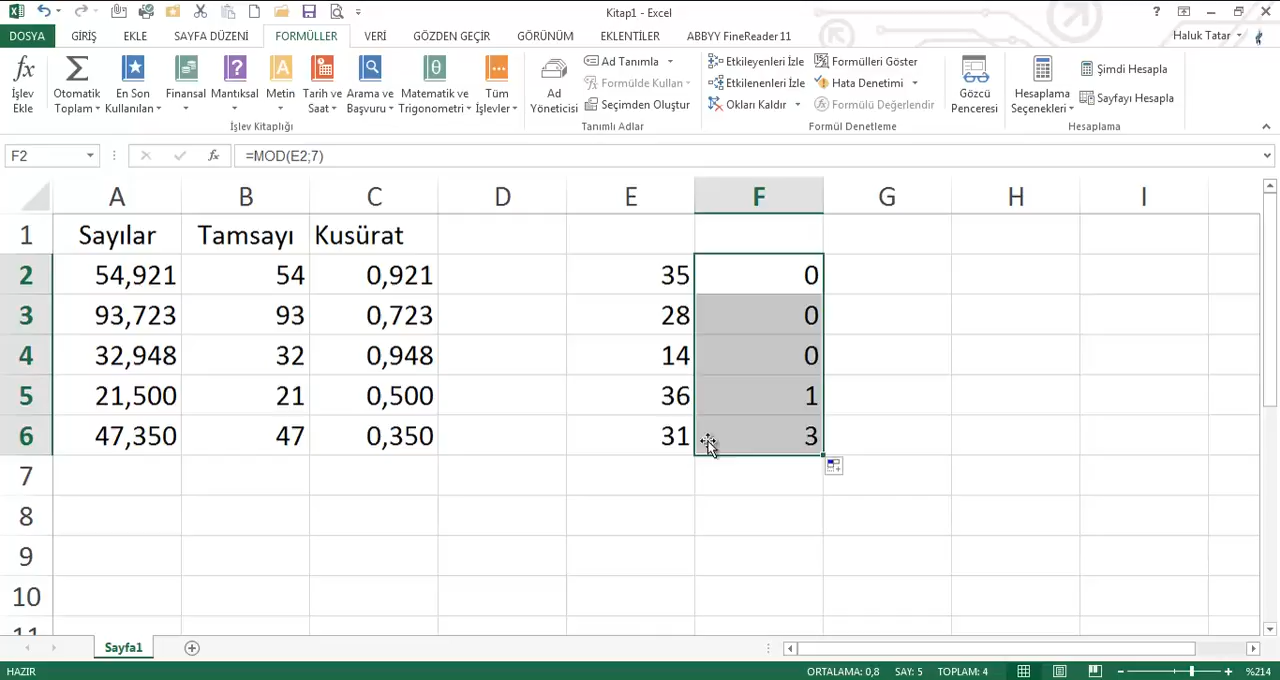 Kitap1 - Excel
DOSYA GİRİŞ EKLE SAYFA DÜZENİ FORMÜLLER VERİ GÖZDEN GEÇİR GÖRÜNÜM EKLENTİLER ABBYY FineReader 11 Haluk Tatar
fx İşlev Ekle
Σ Otomatik Toplam
En Son Kullanılan
Finansal
Mantıksal
Metin
Tarih ve Saat
Arama ve Başvuru
Matematik ve Trigonometri
Tüm İşlevler
İşlev Kitaplığı
Ad Yöneticisi
Ad Tanımla
Formülde Kullan
Seçimden Oluştur
Tanımlı Adlar
Etkileyenleri İzle
Etkilenenleri İzle
Okları Kaldır
Formülleri Göster
Hata Denetimi
Formülü Değerlendir
Formül Denetleme
Gözcü Penceresi
Hesaplama Seçenekleri
Şimdi Hesapla
Sayfayı Hesapla
Hesaplama
F2 fx =MOD(E2;7)
A B C D E F G H I
1 Sayılar Tamsayı Kusürat
2 54,921 54 0,921 35 0
3 93,723 93 0,723 28 0
4 32,948 32 0,948 14 0
5 21,500 21 0,500 36 1
6 47,350 47 0,350 31 3
7
8
9
10
11
Sayfa1
HAZIR ORTALAMA: 0,8 SAY: 5 TOPLAM: 4 %214